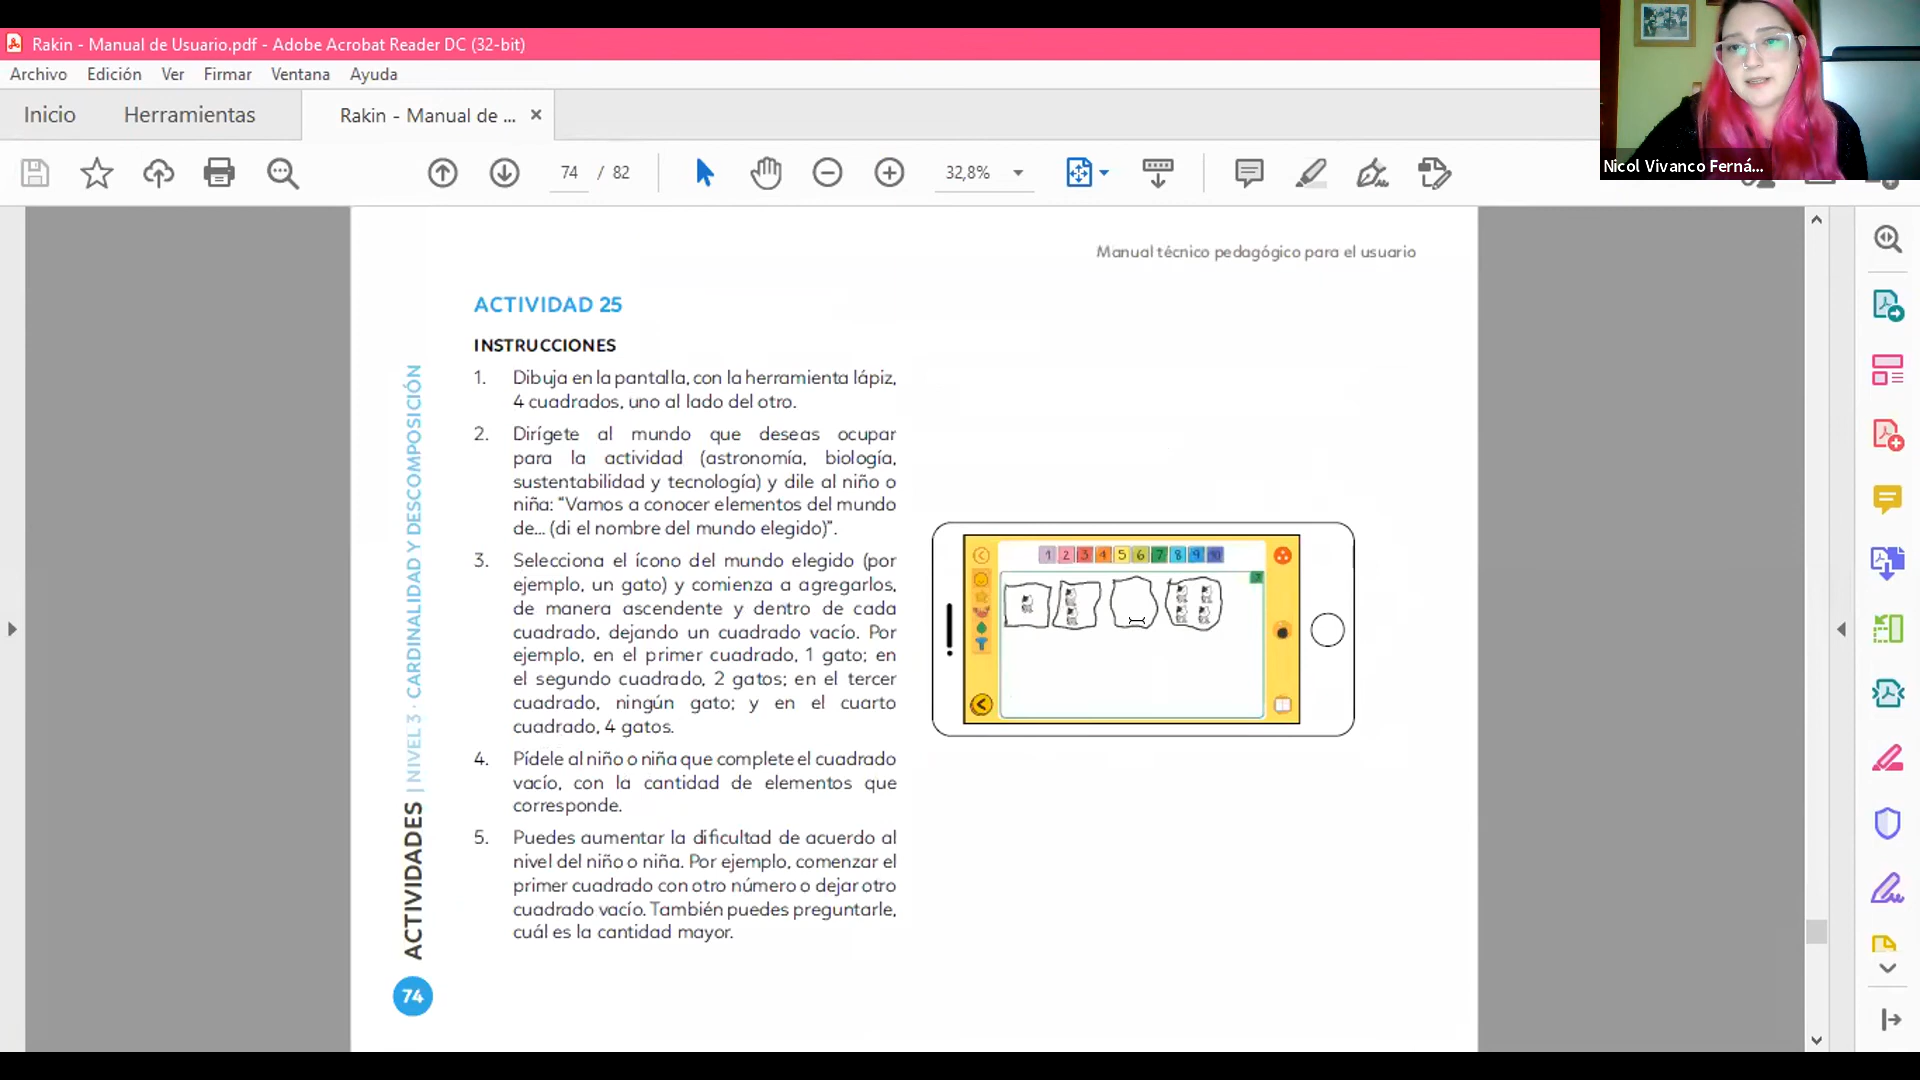 Rakin - Manual de Usuario.pdf - Adobe Acrobat Reader DC (32-bit)
Archivo Edición Ver Firmar Ventana Ayuda
Inicio Herramientas Rakin - Manual de ... ×
74 / 82 32,8%
Nicol Vivanco Ferná...
Manual técnico pedagógico para el usuario
ACTIVIDAD 25
INSTRUCCIONES
1. Dibuja en la pantalla, con la herramienta lápiz,
4 cuadrados, uno al lado del otro.
2. Dirígete al mundo que deseas ocupar
para la actividad (astronomía, biología,
sustentabilidad y tecnología) y dile al niño o
niña: “Vamos a conocer elementos del mundo
de... (di el nombre del mundo elegido)”.
3. Selecciona el ícono del mundo elegido (por
ejemplo, un gato) y comienza a agregarlos,
de manera ascendente y dentro de cada
cuadrado, dejando un cuadrado vacío. Por
ejemplo, en el primer cuadrado, 1 gato; en
el segundo cuadrado, 2 gatos; en el tercer
cuadrado, ningún gato; y en el cuarto
cuadrado, 4 gatos.
4. Pídele al niño o niña que complete el cuadrado
vacío, con la cantidad de elementos que
corresponde.
5. Puedes aumentar la dificultad de acuerdo al
nivel del niño o niña. Por ejemplo, comenzar el
primer cuadrado con otro número o dejar otro
cuadrado vacío. También puedes preguntarle,
cuál es la cantidad mayor.
1 2 3 4 5 6 7 8 9 10
ACTIVIDADES | NIVEL 3 · CARDINALIDAD Y DESCOMPOSICIÓN
74